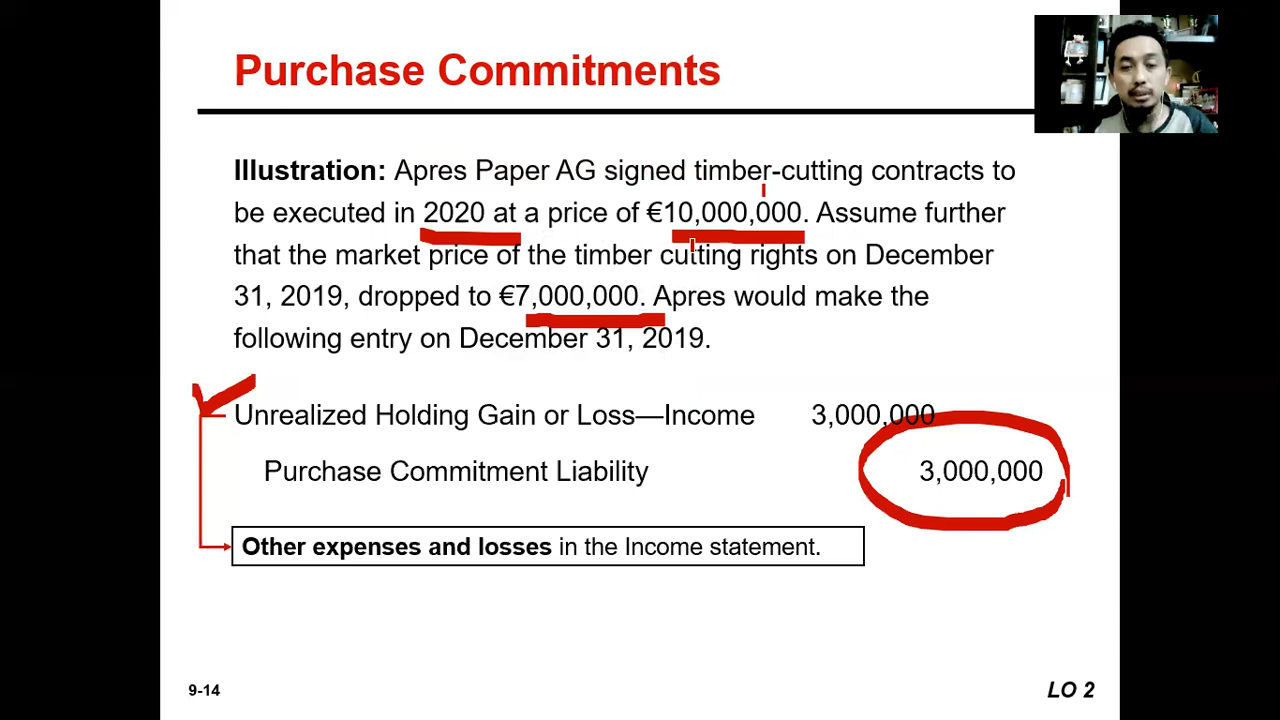 Purchase Commitments
Illustration: Apres Paper AG signed timber-cutting contracts to
be executed in 2020 at a price of €10,000,000. Assume further
that the market price of the timber cutting rights on December
31, 2019, dropped to €7,000,000. Apres would make the
following entry on December 31, 2019.
Unrealized Holding Gain or Loss—Income 3,000,000
Purchase Commitment Liability 3,000,000
Other expenses and losses in the Income statement.
9-14
LO 2